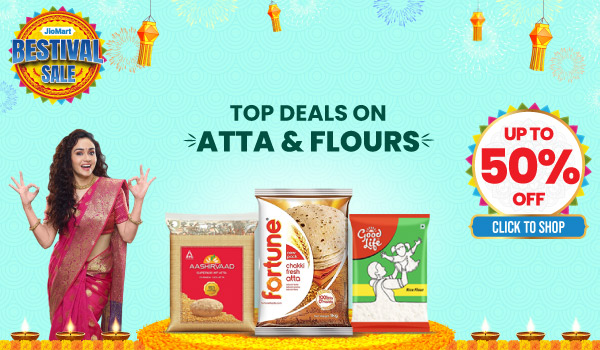 JioMart
BESTIVAL
SALE
TOP DEALS ON
ATTA & FLOURS
UP TO
50%
OFF
CLICK TO SHOP
AASHIRVAAD
fortune
chakki
fresh
atta
Good
Life
Rice Flour